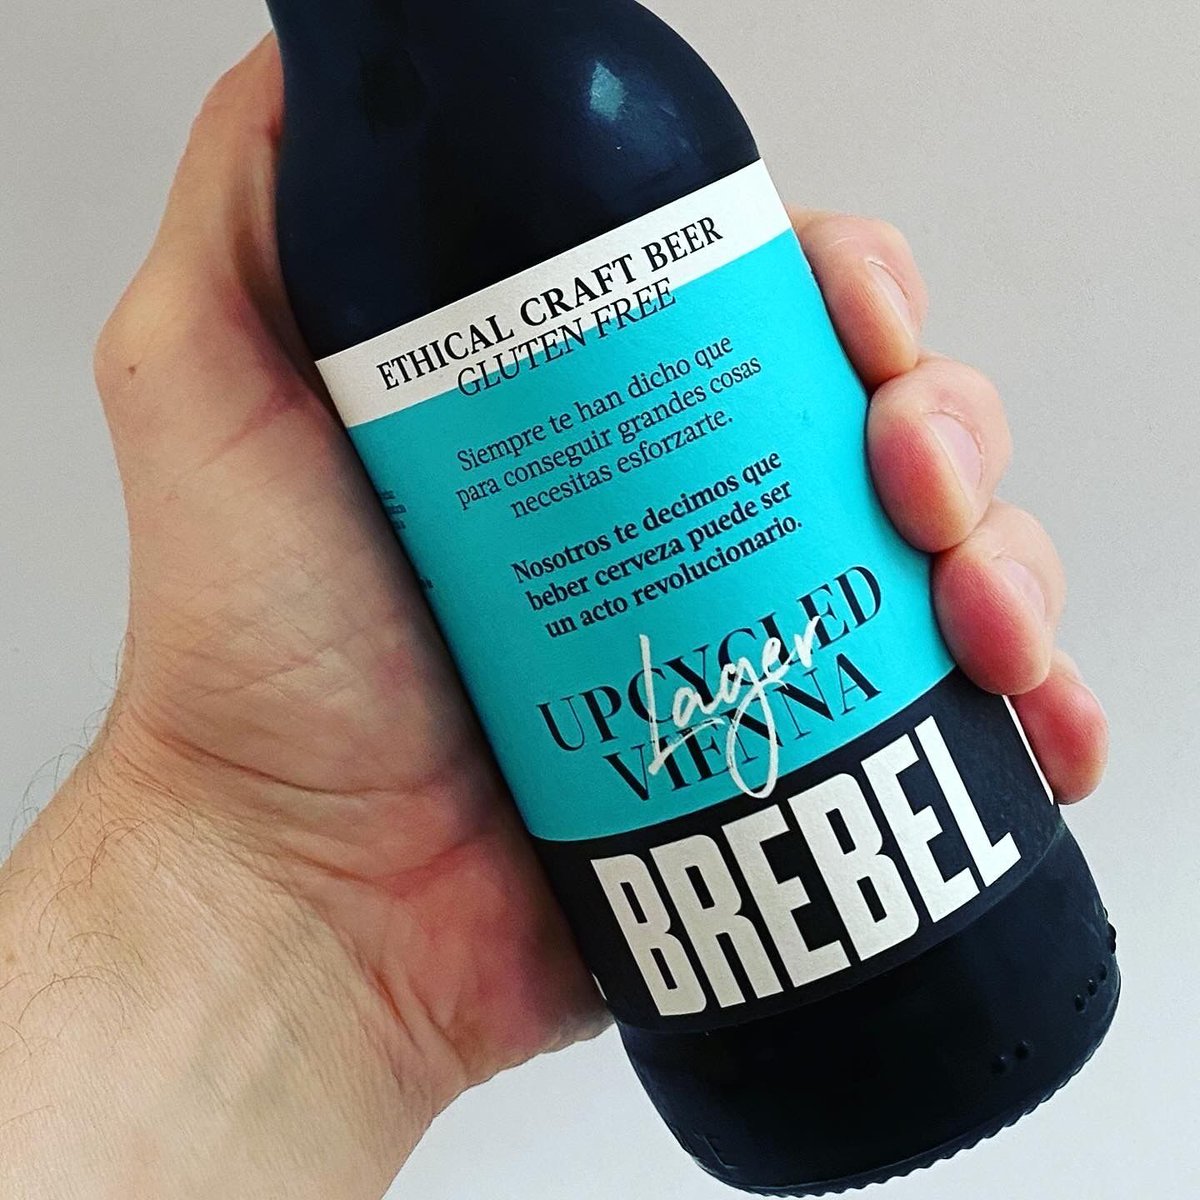 ETHICAL CRAFT BEER
GLUTEN FREE
Siempre te han dicho que
para conseguir grandes cosas
necesitas esforzarte.
Nosotros te decimos que
beber cerveza puede ser
un acto revolucionario.
UPCYCLED
Lager
VIENNA
BREBEL